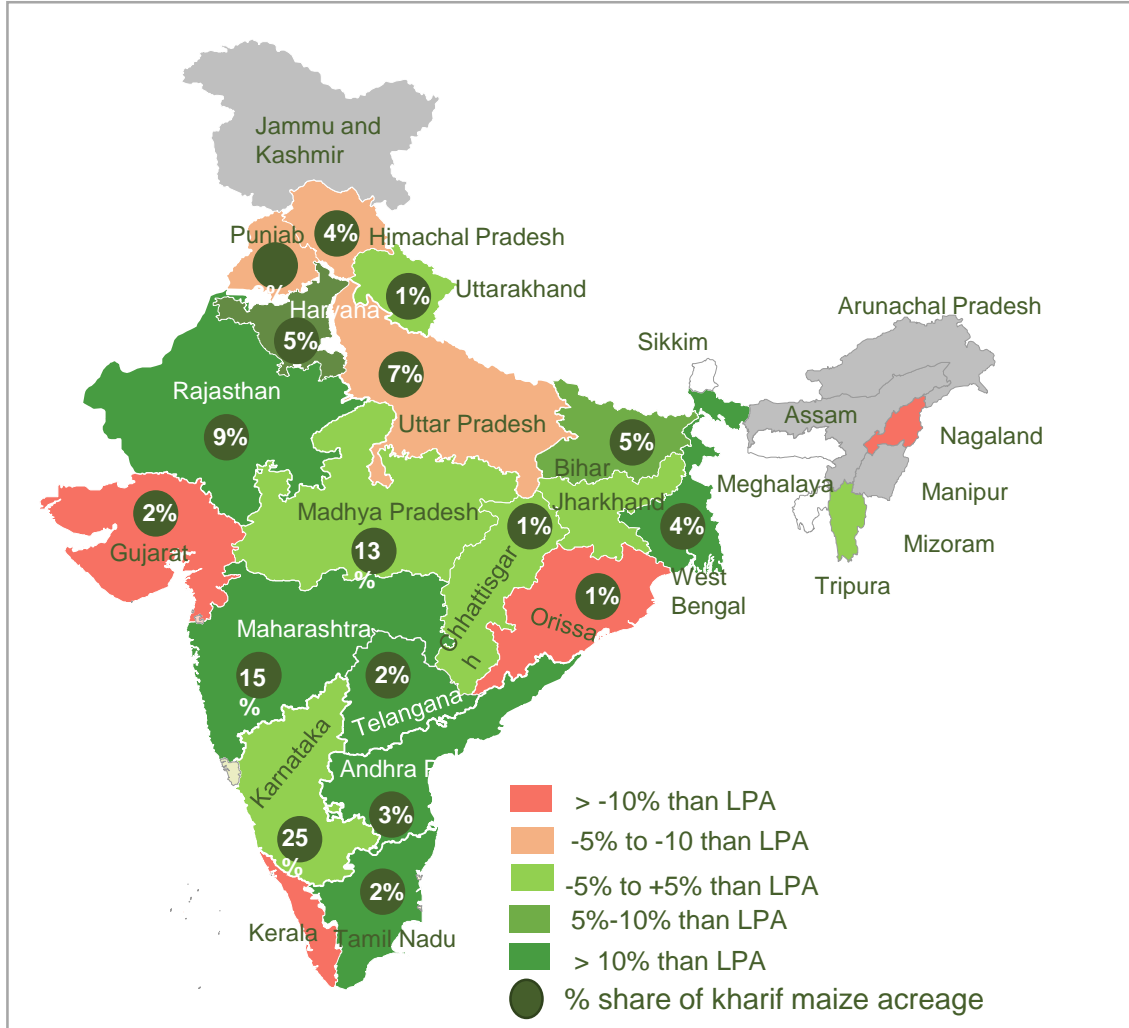 Jammu and
Kashmir
Punjab
4%
Himachal Pradesh
1%
Uttarakhand
Haryana
5%
Arunachal Pradesh
Sikkim
7%
Rajasthan
9%
Uttar Pradesh
Assam
5%
Nagaland
Bihar
Meghalaya
Jharkhand
Manipur
2%
Gujarat
Madhya Pradesh
13
%
1%
4%
Mizoram
West
Bengal
Tripura
Chhattisgar
h
1%
Orissa
Maharashtra
15
%
2%
Telangana
Karnataka
25
%
Andhra P
3%
2%
Kerala
Tamil Nadu
> -10% than LPA
-5% to -10 than LPA
-5% to +5% than LPA
5%-10% than LPA
> 10% than LPA
% share of kharif maize acreage